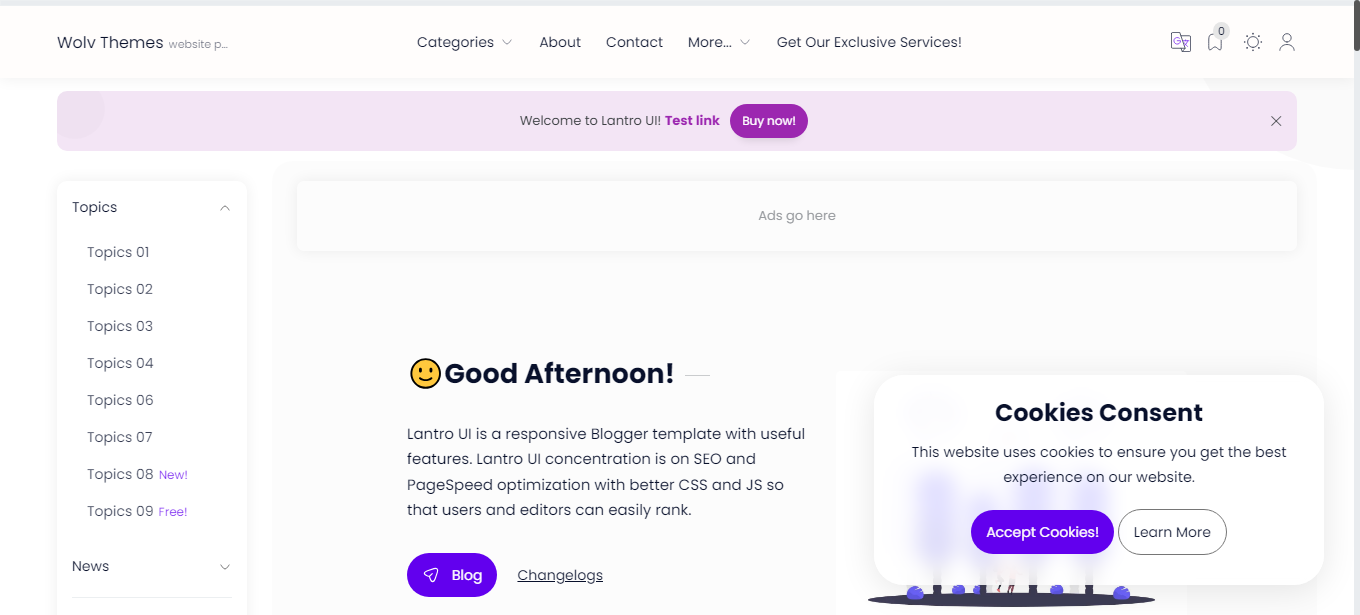 Wolv Themes website p...
Categories About Contact More... Get Our Exclusive Services!
0
Welcome to Lantro UI! Test link Buy now!
Topics
Topics 01
Topics 02
Topics 03
Topics 04
Topics 06
Topics 07
Topics 08 New!
Topics 09 Free!
News
Ads go here
Good Afternoon!
Lantro UI is a responsive Blogger template with useful
features. Lantro UI concentration is on SEO and
PageSpeed optimization with better CSS and JS so
that users and editors can easily rank.
Blog Changelogs
Cookies Consent
This website uses cookies to ensure you get the best
experience on our website.
Accept Cookies! Learn More